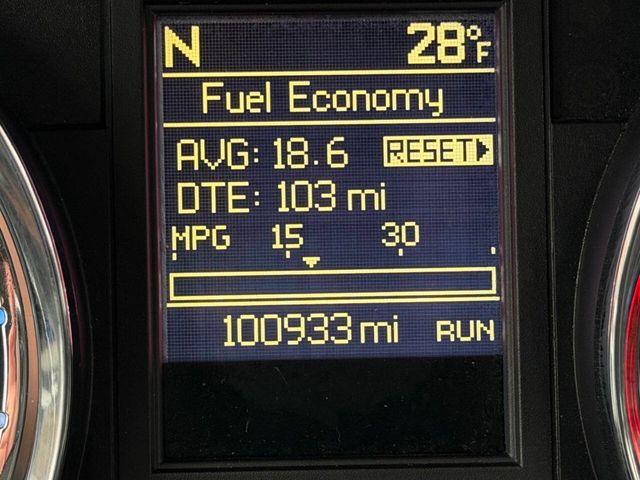 N 28°F
Fuel Economy
AVG: 18.6 RESET
DTE: 103 mi
MPG 15 30
100933 mi RUN